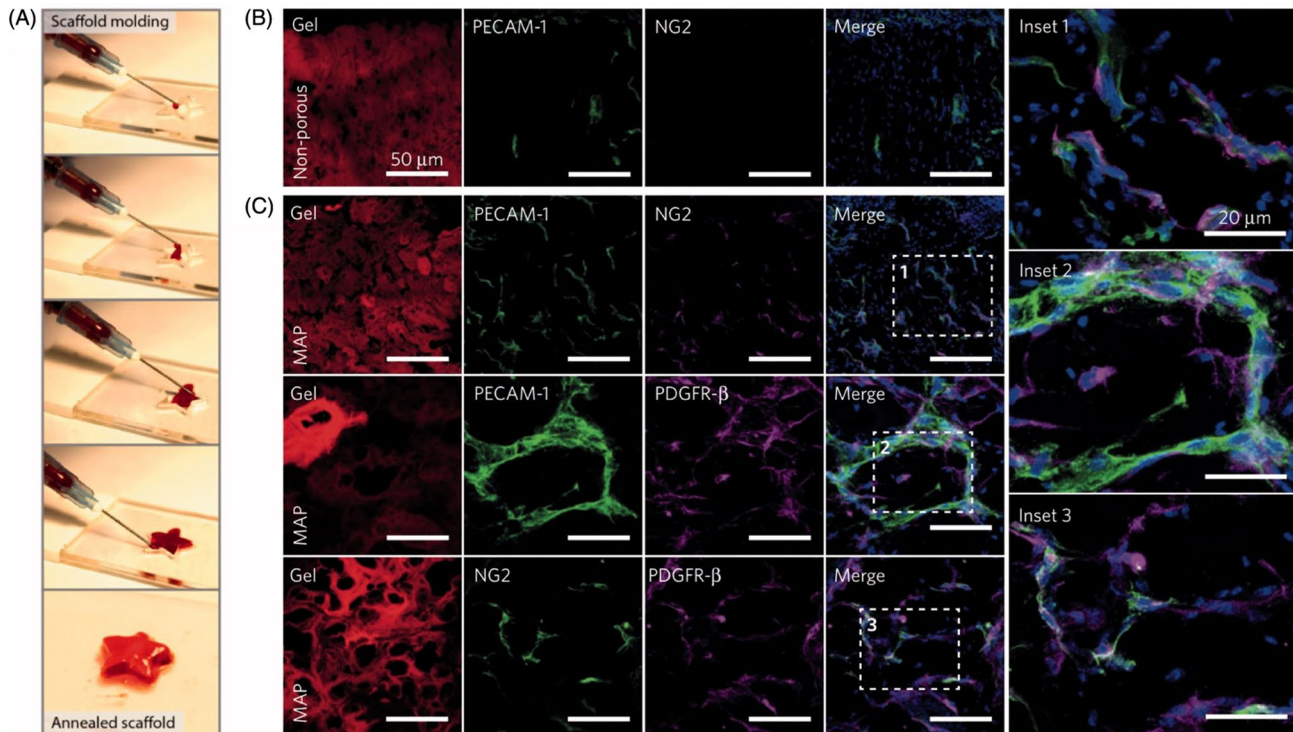 (A)
Scaffold molding
Annealed scaffold
(B)
Gel
PECAM-1
NG2
Merge
Non-porous
50 μm
(C)
Gel
PECAM-1
NG2
Merge
MAP
1
Gel
PECAM-1
PDGFR-β
Merge
MAP
2
Gel
NG2
PDGFR-β
Merge
MAP
3
Inset 1
20 μm
Inset 2
Inset 3